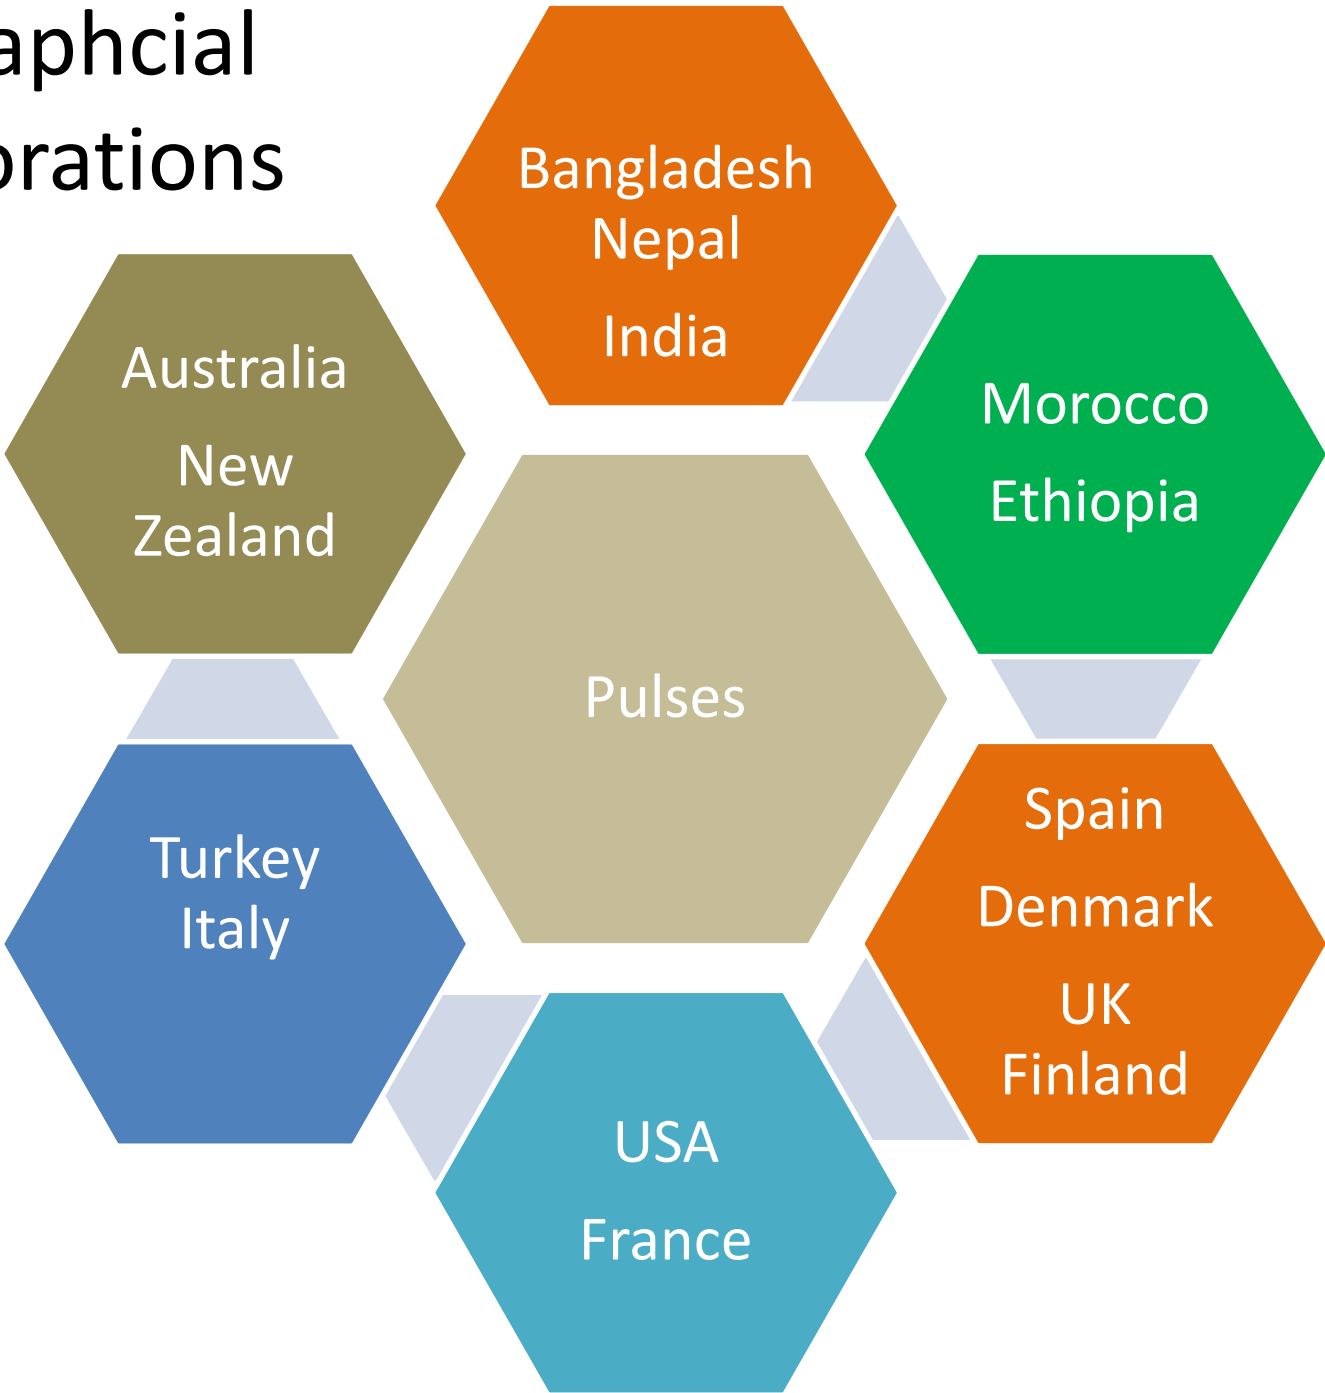 aphcial
orations
Bangladesh
Nepal
India
Morocco
Ethiopia
Spain
Denmark
UK
Finland
USA
France
Turkey
Italy
Australia
New
Zealand
Pulses